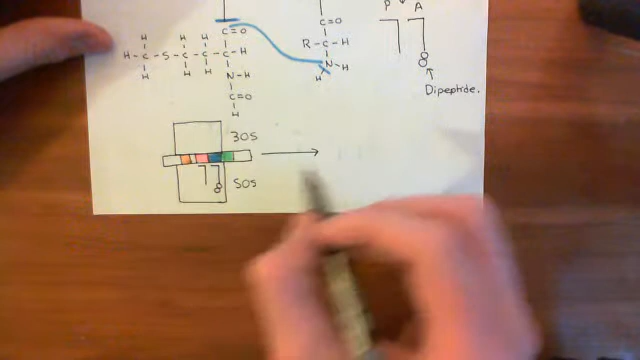 P A
C=O
C=O
H H H
H-C-S-C-C-C-H
R-C-H
H H H
N-H
N-H
H
C=O
H
Dipeptide.
30S
50S